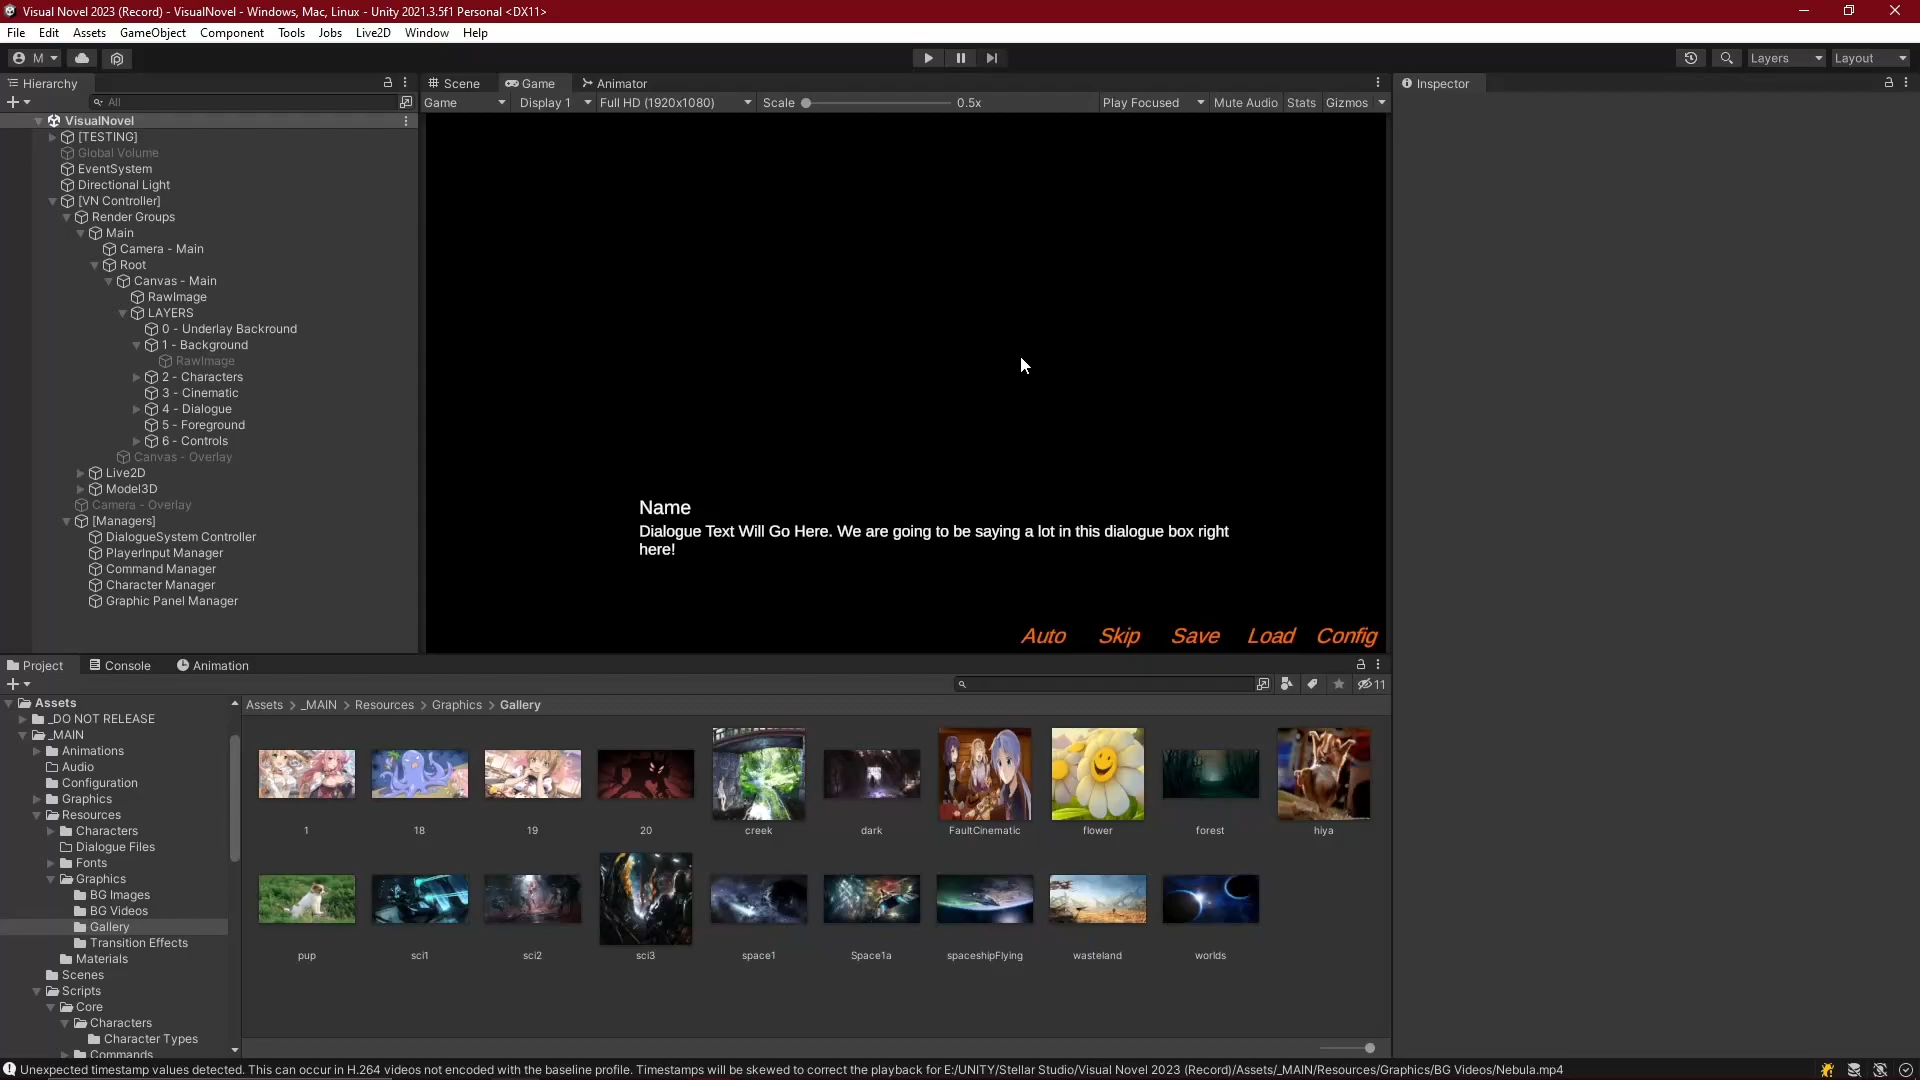 Visual Novel 2023 (Record) - VisualNovel - Windows, Mac, Linux - Unity 2021.3.5f1 Personal <DX11>
File Edit Assets GameObject Component Tools Jobs Live2D Window Help
M Layers Layout
Hierarchy
All
VisualNovel
[TESTING]
Global Volume
EventSystem
Directional Light
[VN Controller]
Render Groups
Main
Camera - Main
Root
Canvas - Main
RawImage
LAYERS
0 - Underlay Backround
1 - Background
RawImage
2 - Characters
3 - Cinematic
4 - Dialogue
5 - Foreground
6 - Controls
Canvas - Overlay
Live2D
Model3D
Camera - Overlay
[Managers]
DialogueSystem Controller
PlayerInput Manager
Command Manager
Character Manager
Graphic Panel Manager
Scene Game Animator
Game Display 1 Full HD (1920x1080) Scale 0.5x Play Focused Mute Audio Stats Gizmos
Name
Dialogue Text Will Go Here. We are going to be saying a lot in this dialogue box right
here!
Auto Skip Save Load Config
Inspector
Project Console Animation
11
Assets
_DO NOT RELEASE
_MAIN
Animations
Audio
Configuration
Graphics
Resources
Characters
Dialogue Files
Fonts
Graphics
BG Images
BG Videos
Gallery
Transition Effects
Materials
Scenes
Scripts
Core
Characters
Character Types
Commands
Assets > _MAIN > Resources > Graphics > Gallery
1 18 19 20 creek dark FaultCinematic flower forest hiya
pup sci1 sci2 sci3 space1 Space1a spaceshipFlying wasteland worlds
Unexpected timestamp values detected. This can occur in H.264 videos not encoded with the baseline profile. Timestamps will be skewed to correct the playback for E:/UNITY/Stellar Studio/Visual Novel 2023 (Record)/Assets/_MAIN/Resources/Graphics/BG Videos/Nebula.mp4